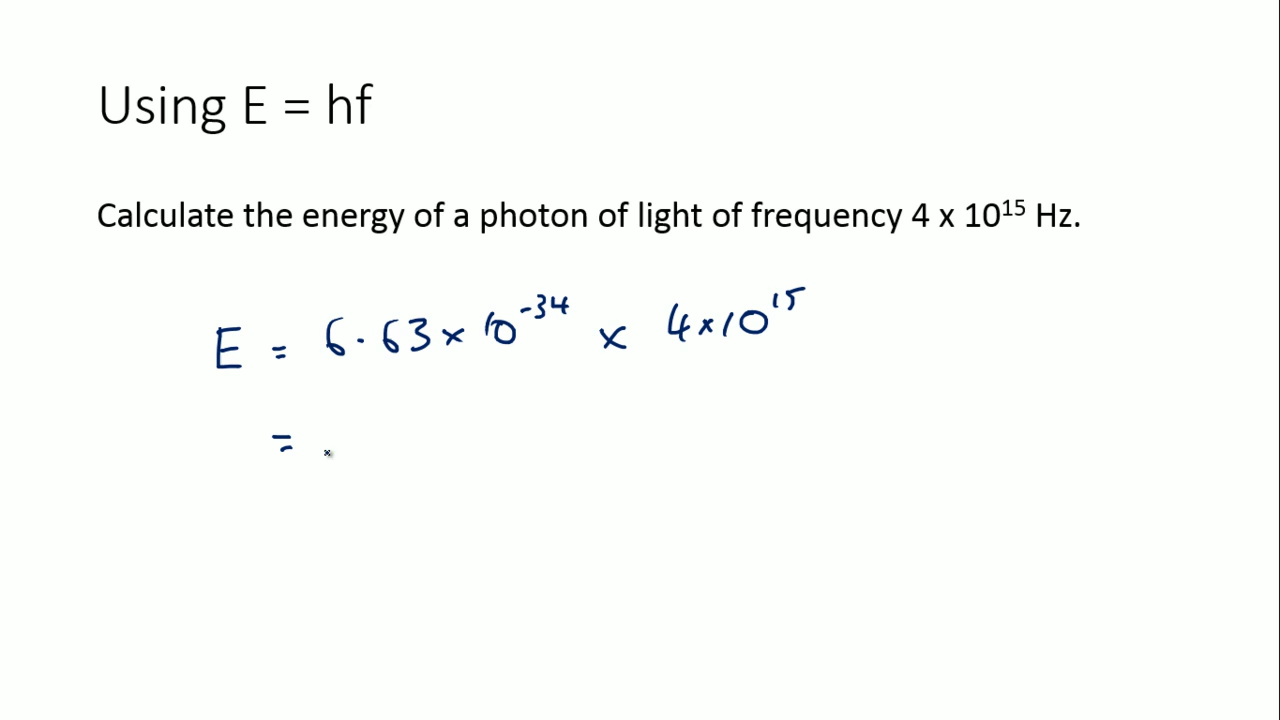 Using E = hf
Calculate the energy of a photon of light of frequency 4 x 10¹⁵ Hz.
E = 6.63 x 10⁻³⁴ x 4 x 10¹⁵
=